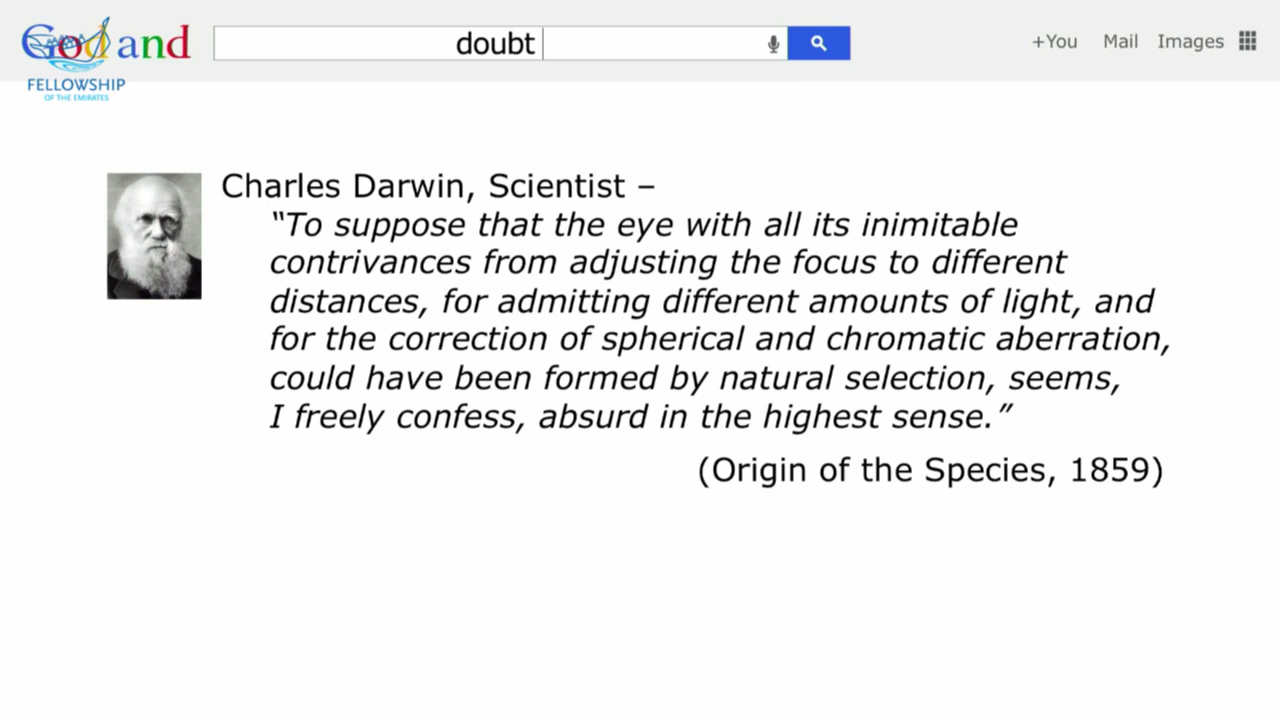 God and
doubt
+You Mail Images
FELLOWSHIP
OF THE EMIRATES
Charles Darwin, Scientist –
“To suppose that the eye with all its inimitable
contrivances from adjusting the focus to different
distances, for admitting different amounts of light, and
for the correction of spherical and chromatic aberration,
could have been formed by natural selection, seems,
I freely confess, absurd in the highest sense.”
(Origin of the Species, 1859)